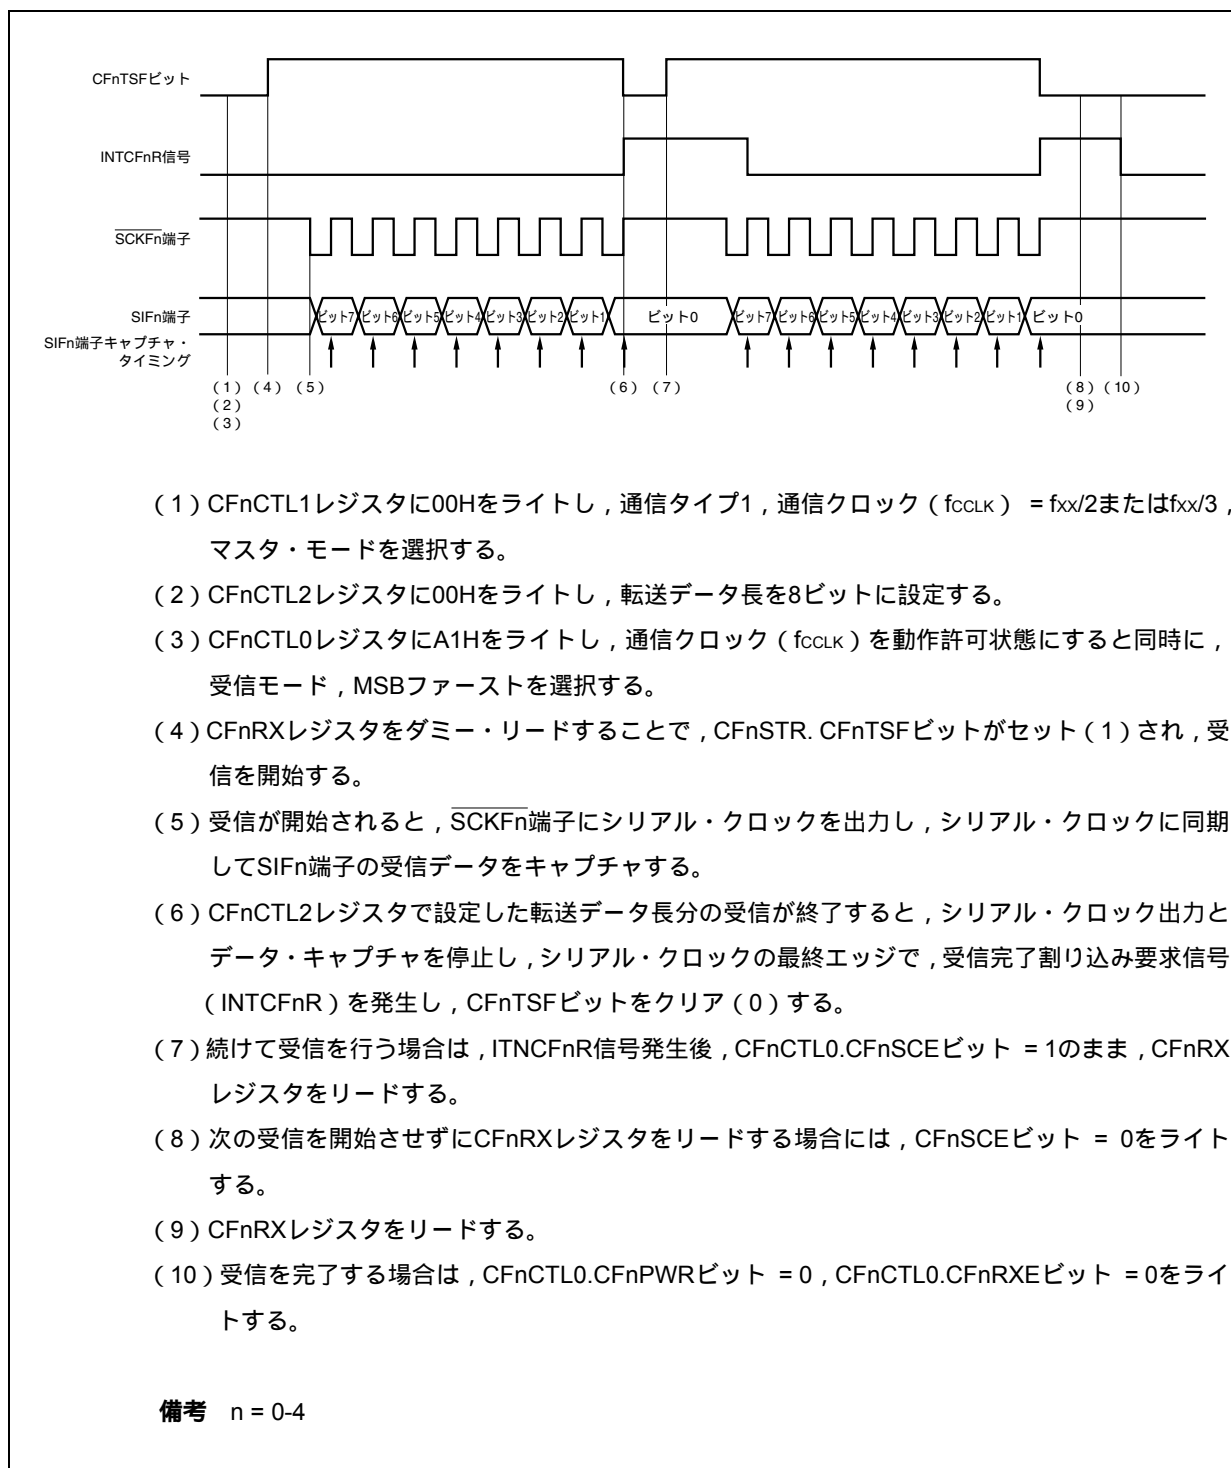 CFnTSFビット
INTCFnR信号
SCKFn端子
SIFn端子 ビット7 ビット6 ビット5 ビット4 ビット3 ビット2 ビット1 ビット0 ビット7 ビット6 ビット5 ビット4 ビット3 ビット2 ビット1 ビット0
SIFn端子キャプチャ・
タイミング
(1) (4) (5) (6) (7) (8) (10)
(2) (9)
(3)
(1) CFnCTL1レジスタに00Hをライトし，通信タイプ1，通信クロック（fCCLK） = fXX/2またはfXX/3，
マスタ・モードを選択する。
(2) CFnCTL2レジスタに00Hをライトし，転送データ長を8ビットに設定する。
(3) CFnCTL0レジスタにA1Hをライトし，通信クロック（fCCLK）を動作許可状態にすると同時に，
受信モード，MSBファーストを選択する。
(4) CFnRXレジスタをダミー・リードすることで，CFnSTR. CFnTSFビットがセット（1）され，受
信を開始する。
(5) 受信が開始されると，SCKFn端子にシリアル・クロックを出力し，シリアル・クロックに同期
してSIFn端子の受信データをキャプチャする。
(6) CFnCTL2レジスタで設定した転送データ長分の受信が終了すると，シリアル・クロック出力と
データ・キャプチャを停止し，シリアル・クロックの最終エッジで，受信完了割り込み要求信号
（INTCFnR）を発生し，CFnTSFビットをクリア（0）する。
(7) 続けて受信を行う場合は，ITNCFnR信号発生後，CFnCTL0.CFnSCEビット = 1のまま，CFnRX
レジスタをリードする。
(8) 次の受信を開始させずにCFnRXレジスタをリードする場合には，CFnSCEビット = 0をライト
する。
(9) CFnRXレジスタをリードする。
(10) 受信を完了する場合は，CFnCTL0.CFnPWRビット = 0，CFnCTL0.CFnRXEビット = 0をライ
トする。
備考 n = 0-4